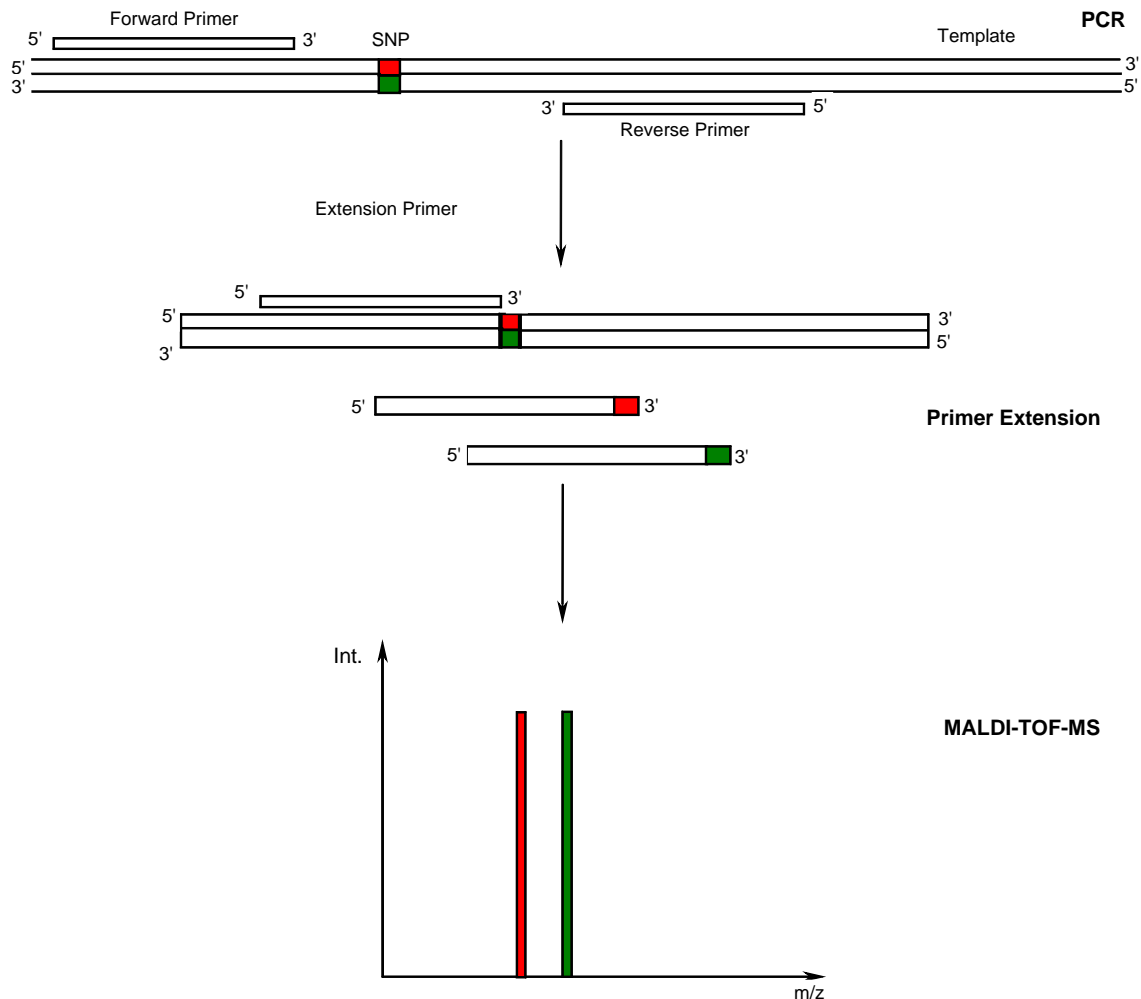 Forward Primer
PCR
5' 3'
SNP
Template
5' 3'
3' 5'
3' 5'
Reverse Primer
Extension Primer
5' 3'
5' 3'
3' 5'
5' 3'
Primer Extension
5' 3'
Int.
MALDI-TOF-MS
m/z